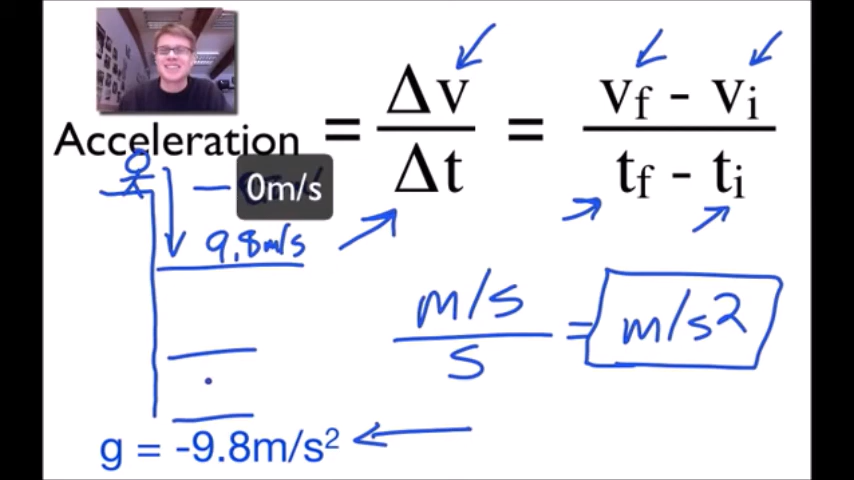 Acceleration = Δv / Δt = vf - vi / tf - ti
0m/s
9.8m/s
m/s / s = m/s²
g = -9.8m/s²